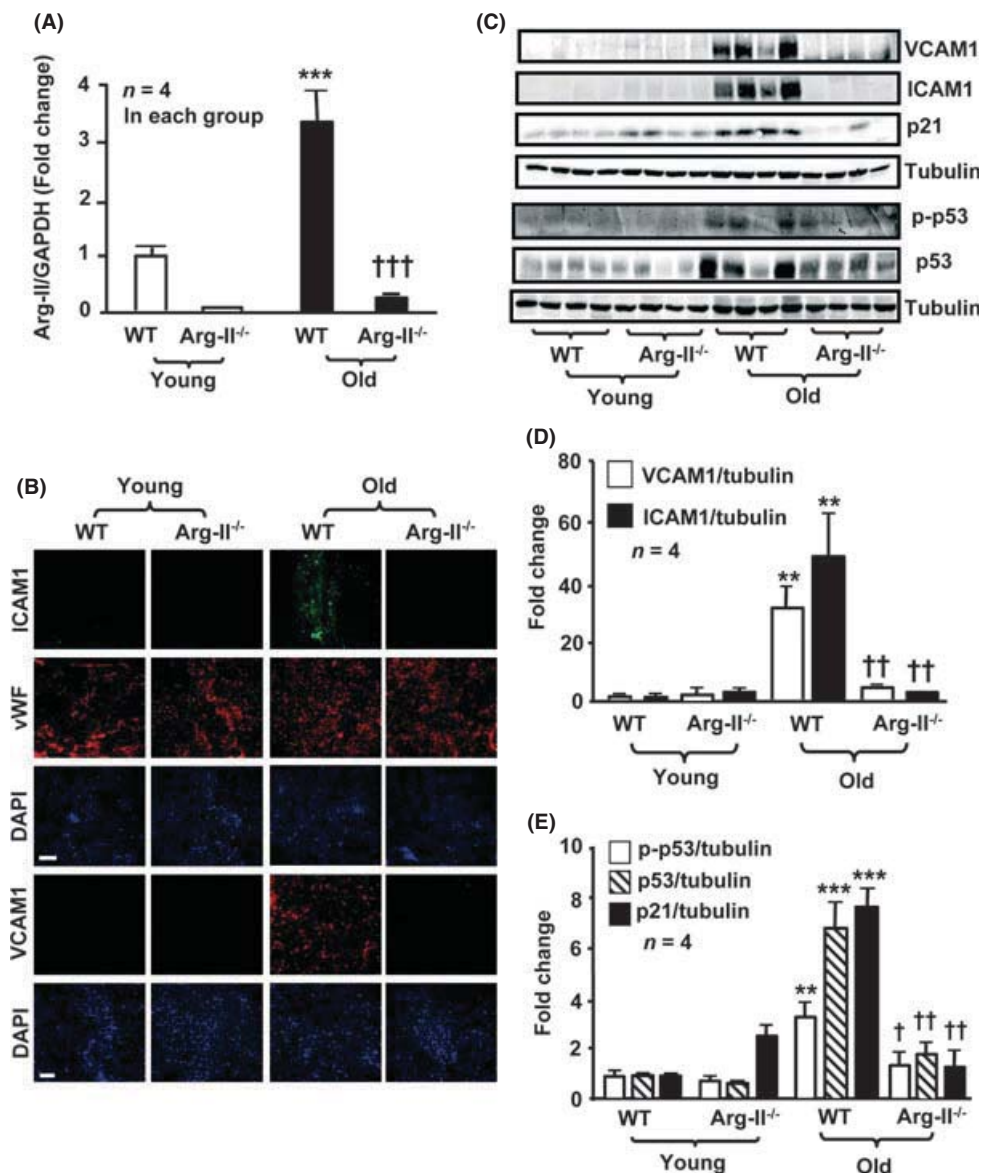 (A)
Arg-II/GAPDH (Fold change)
4
3
2
1
0
n = 4
In each group
***
†††
WT Arg-II-/- WT Arg-II-/-
Young Old
(B)
Young Old
WT Arg-II-/- WT Arg-II-/-
ICAM1
vWF
DAPI
VCAM1
DAPI
(C)
VCAM1
ICAM1
p21
Tubulin
p-p53
p53
Tubulin
WT Arg-II-/- WT Arg-II-/-
Young Old
(D)
Fold change
80
60
40
20
0
VCAM1/tubulin
ICAM1/tubulin
n = 4
** ** †† ††
WT Arg-II-/- WT Arg-II-/-
Young Old
(E)
Fold change
10
8
6
4
2
0
p-p53/tubulin
p53/tubulin
p21/tubulin
n = 4
** *** *** † †† ††
WT Arg-II-/- WT Arg-II-/-
Young Old